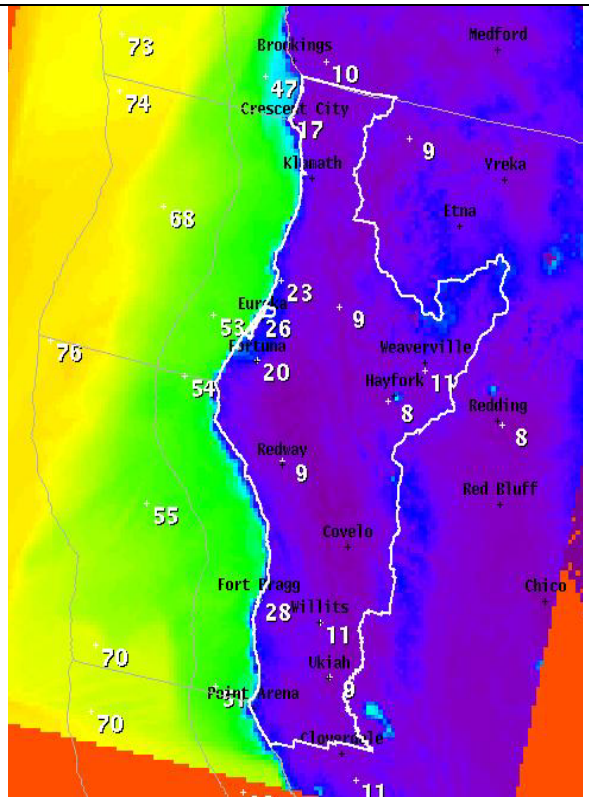 Medford
73
Brookings
10
47
74
Crescent City
17
9
Klamath
Yreka
68
Etna
23
Eureka
9
53
26
Fortuna
76
Weaverville
20
11
54
Hayfork
8
Redding
8
Redway
9
Red Bluff
55
Covelo
Chico
Fort Bragg
28
Willits
11
70
Ukiah
9
Point Arena
51
70
Cloverdale
11